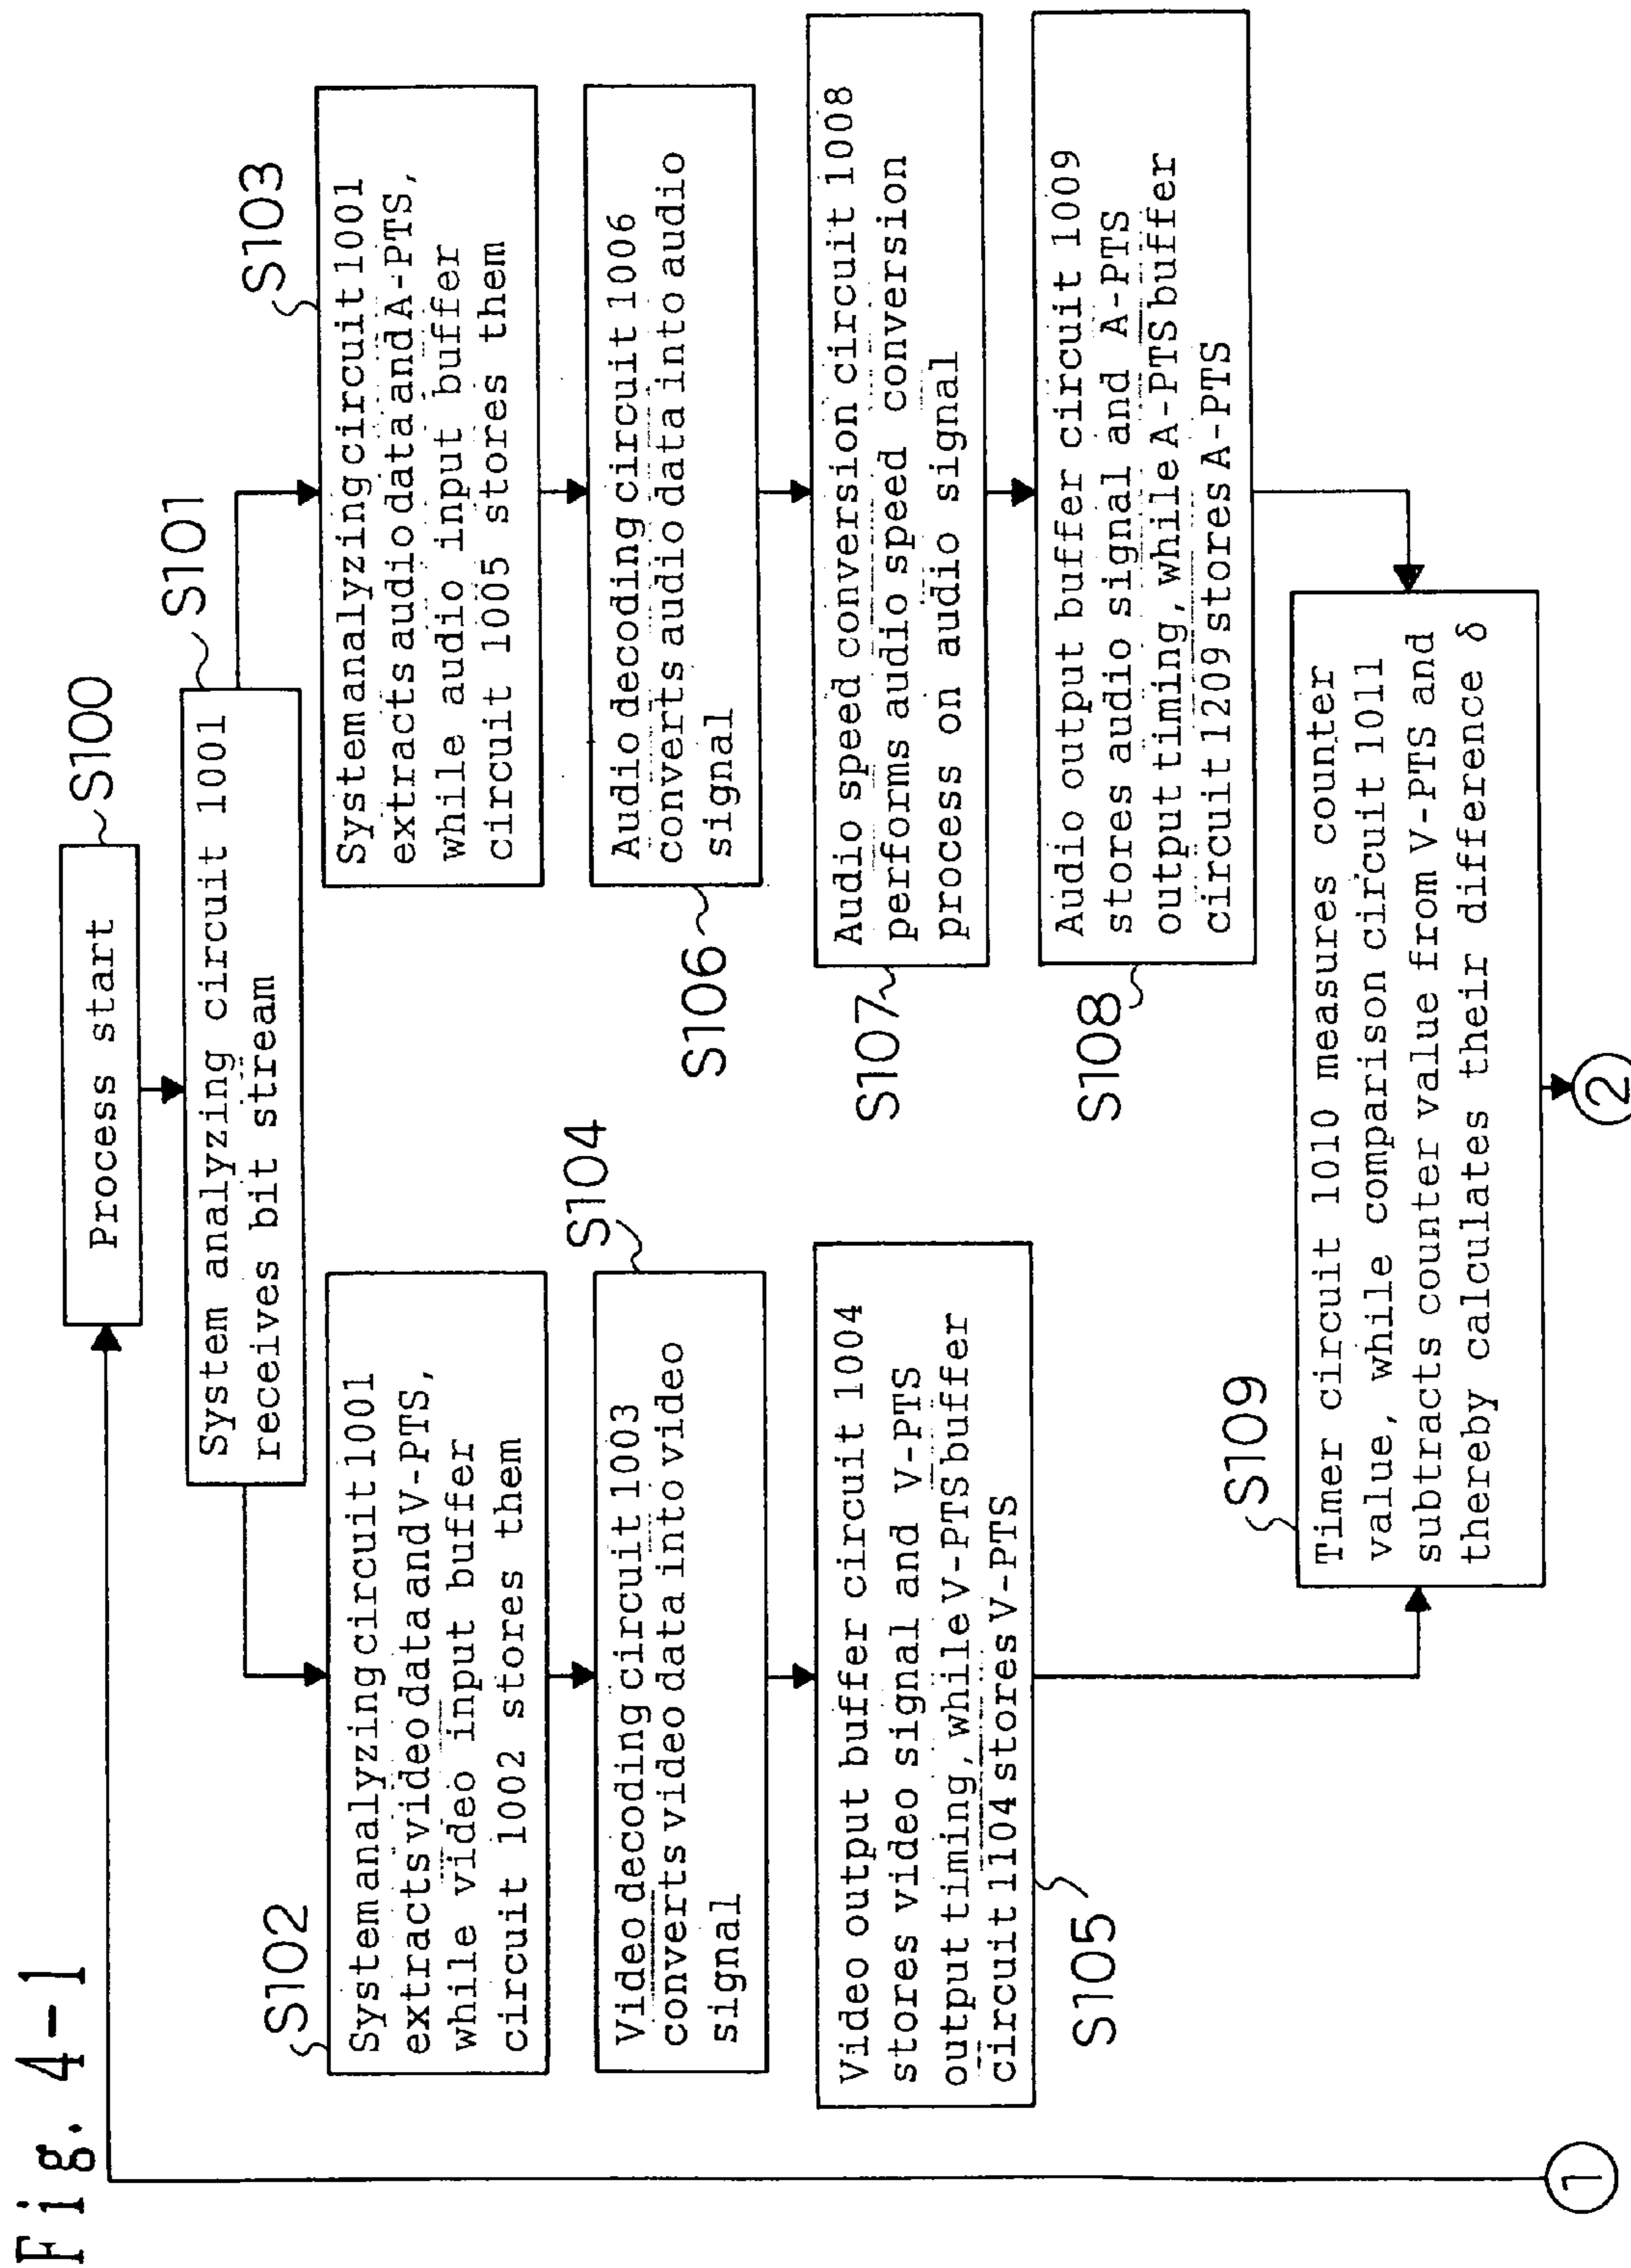 Fig. 4-1
Process start
S100
System analyzing circuit 1001
receives bit stream
S101
S102
System analyzing circuit 1001
extracts video data and V-PTS,
while video input buffer
circuit 1002 stores them
S103
System analyzing circuit 1001
extracts audio data and A-PTS,
while audio input buffer
circuit 1005 stores them
S104
Video decoding circuit 1003
converts video data into video
signal
S106
Audio decoding circuit 1006
converts audio data into audio
signal
Video output buffer circuit 1004
stores video signal and V-PTS
output timing, while V-PTS buffer
circuit 1104 stores V-PTS
S105
S107
Audio speed conversion circuit 1008
performs audio speed conversion
process on audio signal
S108
Audio output buffer circuit 1009
stores audio signal and A-PTS
output timing, while A-PTS buffer
circuit 1209 stores A-PTS
S109
Timer circuit 1010 measures counter
value, while comparison circuit 1011
subtracts counter value from V-PTS and
thereby calculates their difference δ
1
2